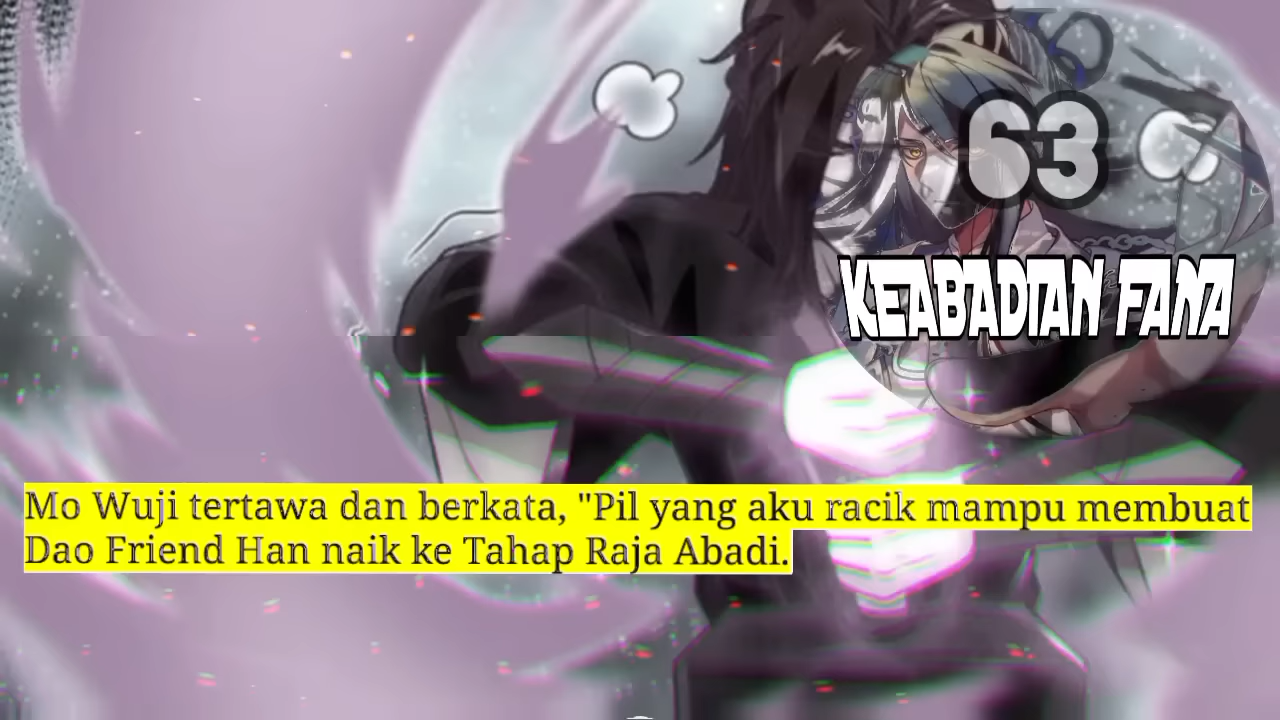 63
KEABADIAN FANA
Mo Wuji tertawa dan berkata, "Pil yang aku racik mampu membuat
Dao Friend Han naik ke Tahap Raja Abadi.